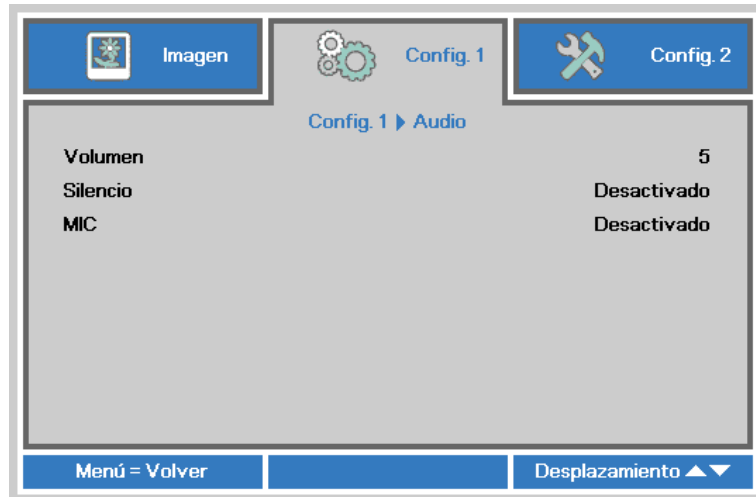 Imagen Config. 1 Config. 2
Config. 1 ▶ Audio
Volumen 5
Silencio Desactivado
MIC Desactivado
Menú = Volver Desplazamiento ▲▼